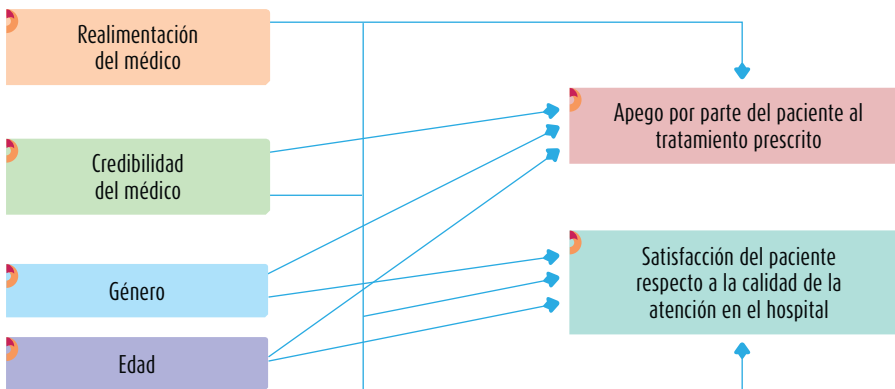 Realimentación
del médico
Credibilidad
del médico
Género
Edad
Apego por parte del paciente al
tratamiento prescrito
Satisfacción del paciente
respecto a la calidad de la
atención en el hospital